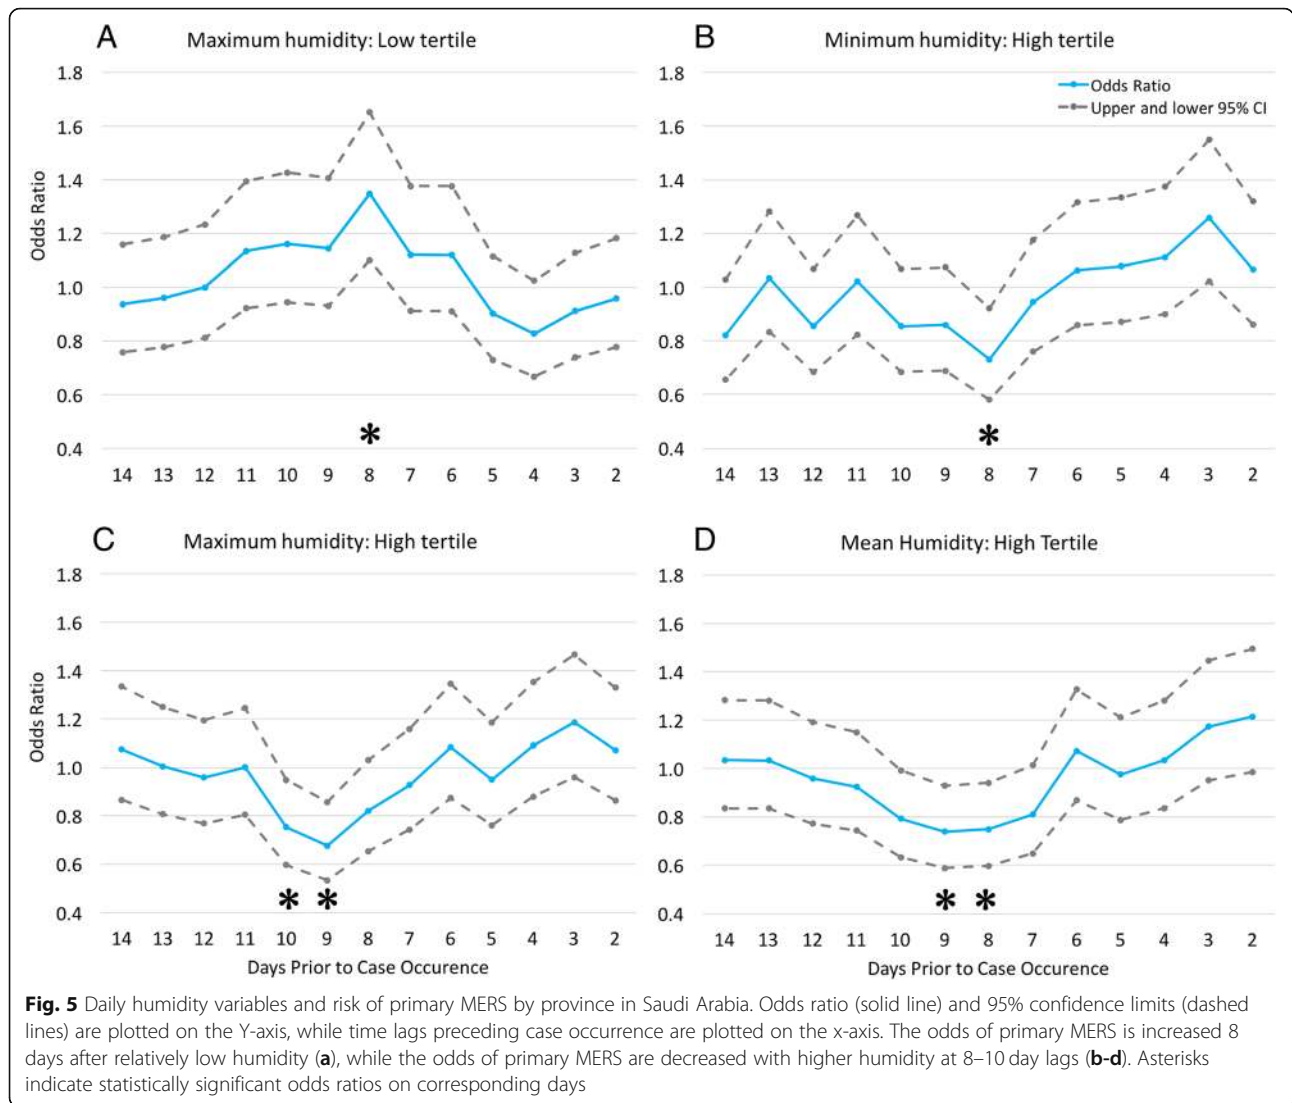 A
Maximum humidity: Low tertile
1.8
1.6
1.4
1.2
1.0
0.8
0.6
0.4
Odds Ratio
*
14 13 12 11 10 9 8 7 6 5 4 3 2
B
Minimum humidity: High tertile
Odds Ratio
Upper and lower 95% CI
1.8
1.6
1.4
1.2
1.0
0.8
0.6
0.4
*
14 13 12 11 10 9 8 7 6 5 4 3 2
C
Maximum humidity: High tertile
1.8
1.6
1.4
1.2
1.0
0.8
0.6
0.4
Odds Ratio
* *
14 13 12 11 10 9 8 7 6 5 4 3 2
Days Prior to Case Occurence
D
Mean Humidity: High Tertile
1.8
1.6
1.4
1.2
1.0
0.8
0.6
0.4
* *
14 13 12 11 10 9 8 7 6 5 4 3 2
Days Prior to Case Occurence
Fig. 5 Daily humidity variables and risk of primary MERS by province in Saudi Arabia. Odds ratio (solid line) and 95% confidence limits (dashed
lines) are plotted on the Y-axis, while time lags preceding case occurrence are plotted on the x-axis. The odds of primary MERS is increased 8
days after relatively low humidity (a), while the odds of primary MERS are decreased with higher humidity at 8–10 day lags (b-d). Asterisks
indicate statistically significant odds ratios on corresponding days